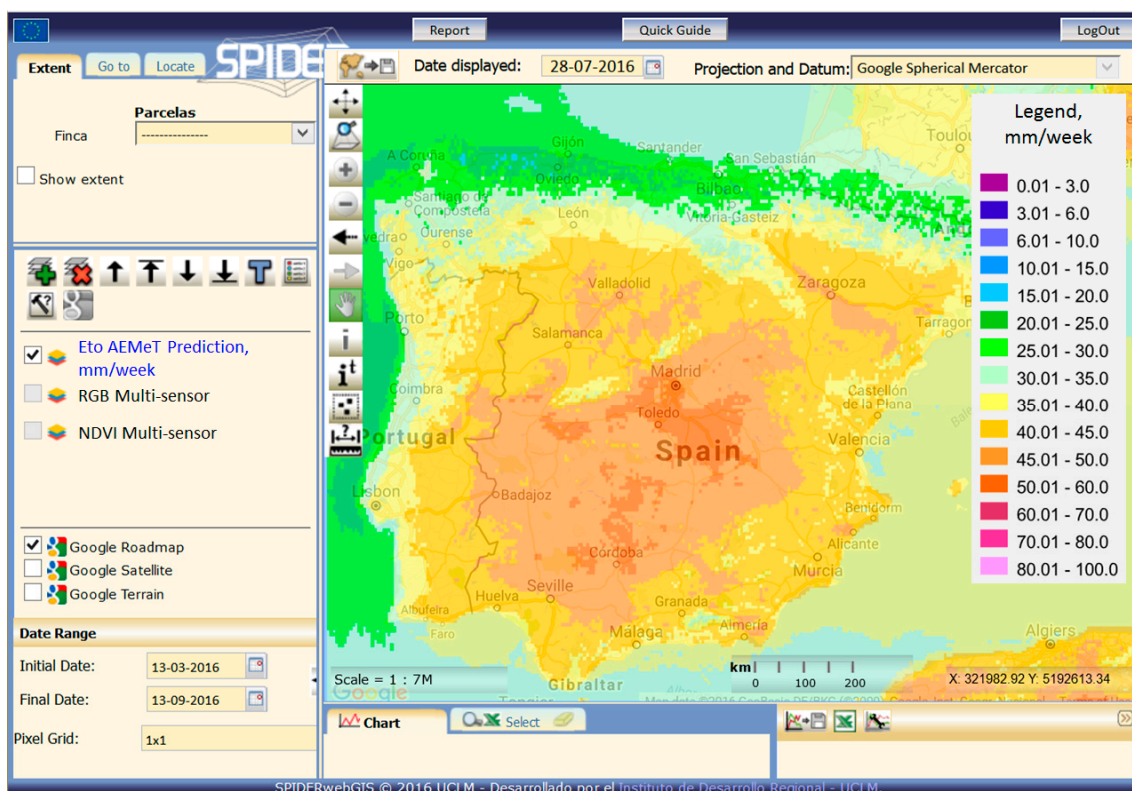 Report
Quick Guide
LogOut
SPIDE
Extent
Go to
Locate
Date displayed:
28-07-2016
Projection and Datum:
Google Spherical Mercator
Parcelas
Finca
---------------
Show extent
Eto AEMeT Prediction,
mm/week
RGB Multi-sensor
NDVI Multi-sensor
Google Roadmap
Google Satellite
Google Terrain
Date Range
Initial Date:
13-03-2016
Final Date:
13-09-2016
Pixel Grid:
1x1
Legend,
mm/week
0.01 - 3.0
3.01 - 6.0
6.01 - 10.0
10.01 - 15.0
15.01 - 20.0
20.01 - 25.0
25.01 - 30.0
30.01 - 35.0
35.01 - 40.0
40.01 - 45.0
45.01 - 50.0
50.01 - 60.0
60.01 - 70.0
70.01 - 80.0
80.01 - 100.0
A Coruña
Gijón
Santander
San Sebastián
Toulou
Oviedo
Bilbao
Santiago de
Compostela
León
Vitoria-Gasteiz
vedra
Ourense
Vigo
Valladolid
Zaragoza
Porto
Salamanca
Tarragon
Madrid
Coimbra
Toledo
Castellón
de la Plana
Portugal
Spain
Valencia
Lisbon
Badajoz
Benidorm
Alicante
Córdoba
Murcia
Seville
Huelva
Granada
Albufeira
Faro
Málaga
Almería
Algiers
Gibraltar
Scale = 1 : 7M
Google
km
0 100 200
X: 321982.92 Y: 5192613.34
Chart
Select
SPIDERwebGIS © 2016 UCLM - Desarrollado por el Instituto de Desarrollo Regional - UCLM